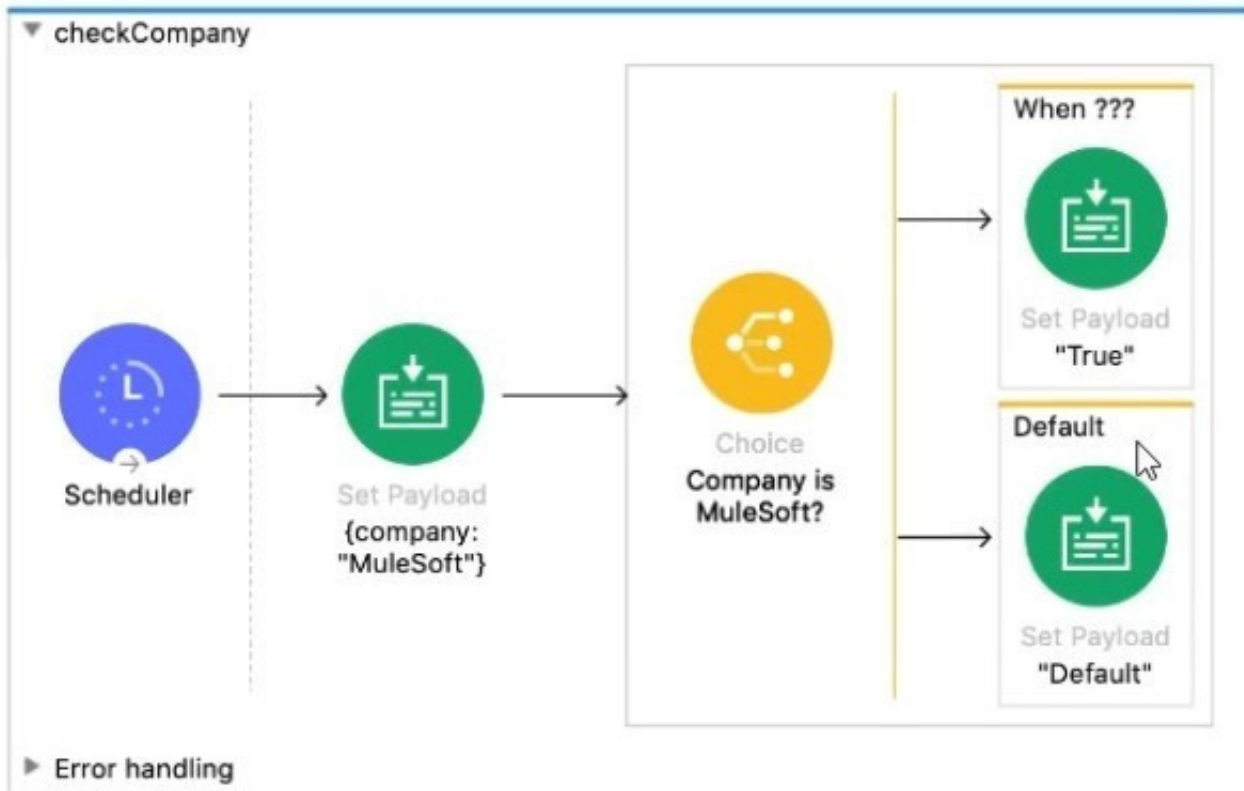 checkCompany
Scheduler
Set Payload
{company:
"MuleSoft"}
Choice
Company is
MuleSoft?
When ???
Set Payload
"True"
Default
Set Payload
"Default"
Error handling